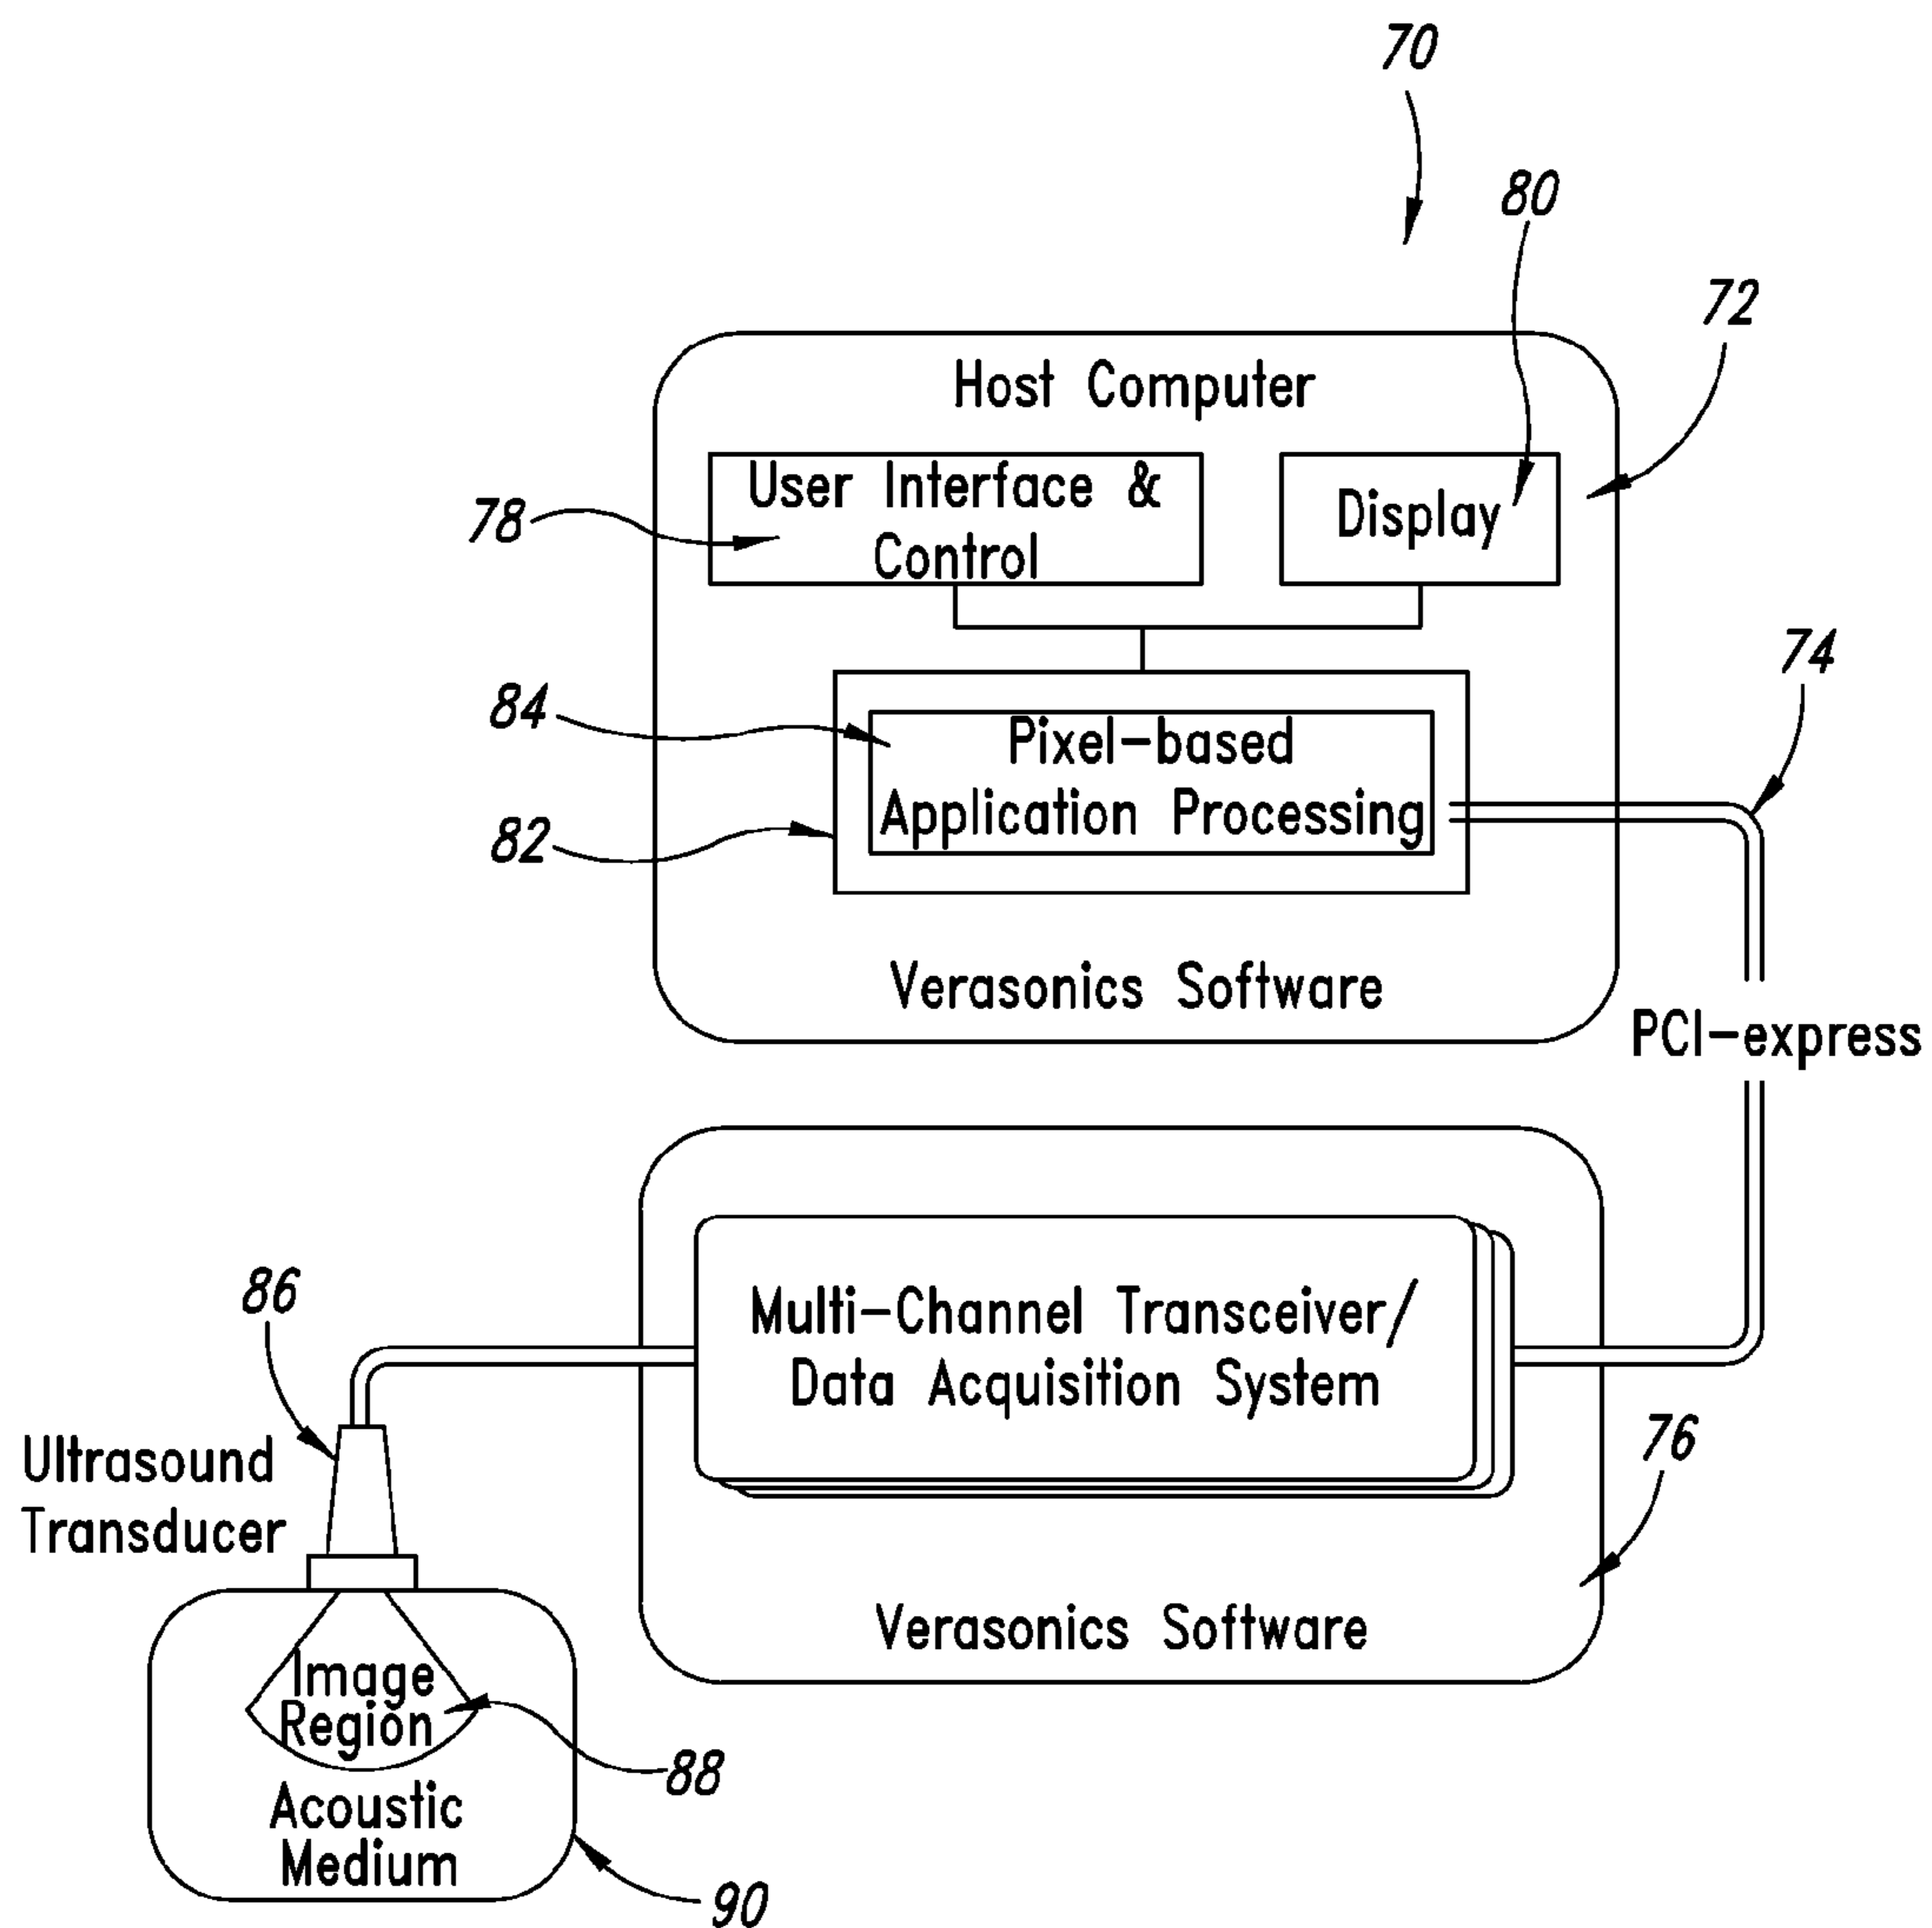 70
80
72
Host Computer
User Interface &
Control
Display
78
74
84
Pixel-based
Application Processing
82
Verasonics Software
PCI-express
86
Multi-Channel Transceiver/
Data Acquisition System
76
Ultrasound
Transducer
Verasonics Software
Image
Region
88
Acoustic
Medium
90